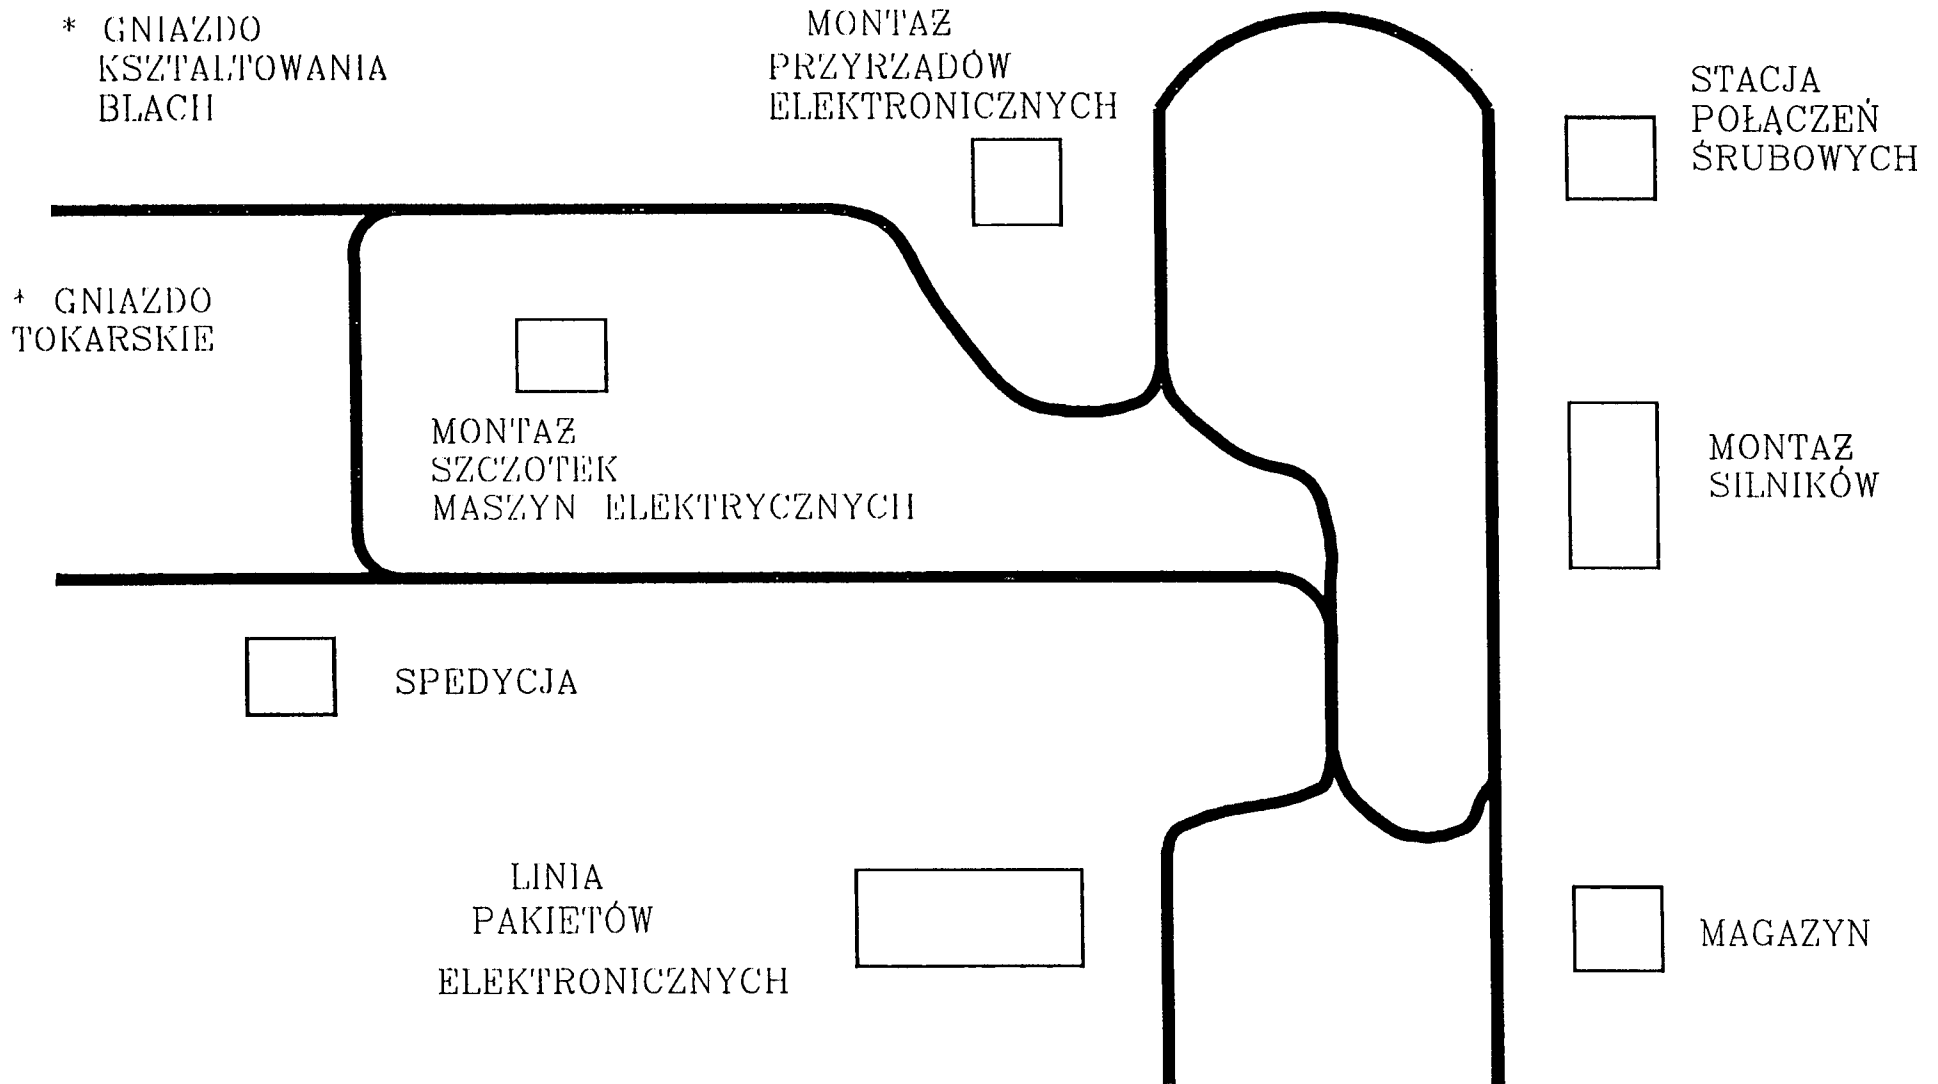 * GNIAZDO
KSZTAŁTOWANIA
BLACH
MONTAŻ
PRZYRZĄDÓW
ELEKTRONICZNYCH
STACJA
POŁĄCZEŃ
ŚRUBOWYCH
* GNIAZDO
TOKARSKIE
MONTAŻ
SZCZOTEK
MASZYN ELEKTRYCZNYCH
MONTAŻ
SILNIKÓW
SPEDYCJA
LINIA
PAKIETÓW
ELEKTRONICZNYCH
MAGAZYN